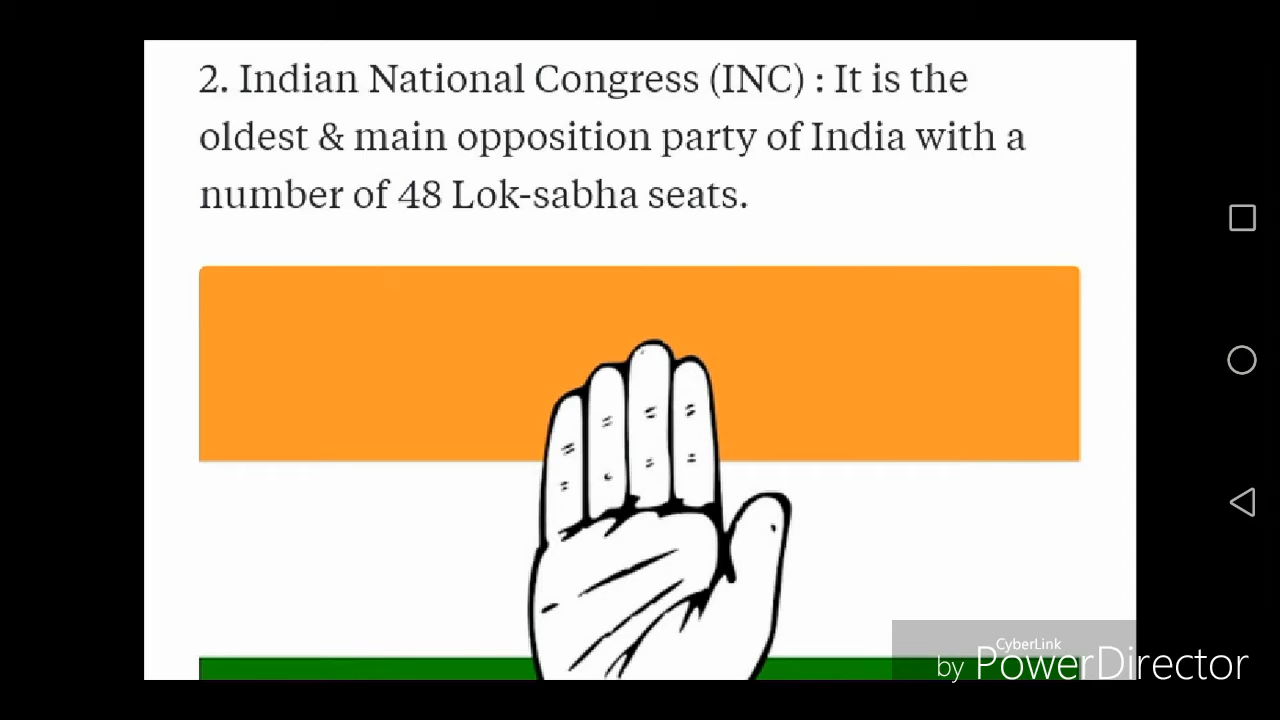 2. Indian National Congress (INC) : It is the
oldest & main opposition party of India with a
number of 48 Lok-sabha seats.
CyberLink
by PowerDirector